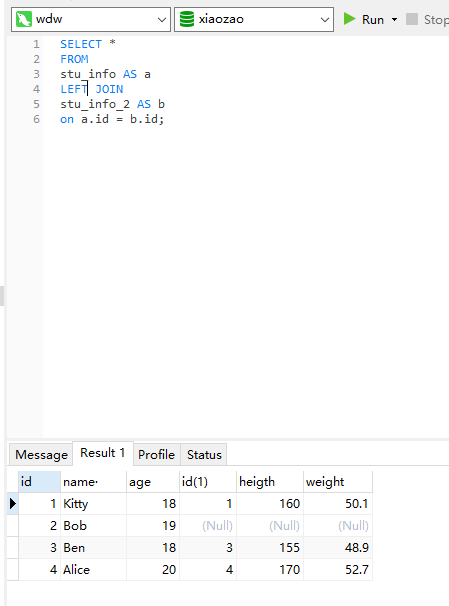 wdw xiaozao Run Stop
1 SELECT *
2 FROM
3 stu_info AS a
4 LEFT JOIN
5 stu_info_2 AS b
6 on a.id = b.id;
Message Result 1 Profile Status
id name age id(1) heigth weight
1 Kitty 18 1 160 50.1
2 Bob 19 (Null) (Null) (Null)
3 Ben 18 3 155 48.9
4 Alice 20 4 170 52.7